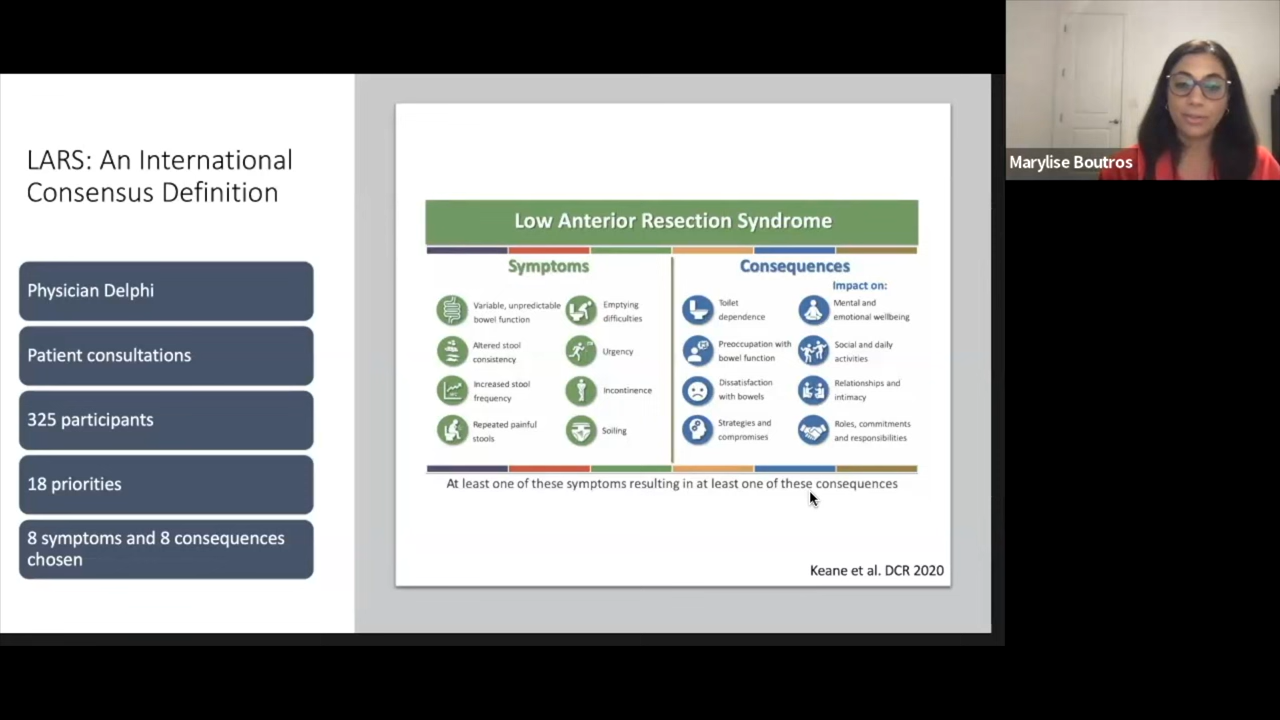 LARS: An International
Consensus Definition
Physician Delphi
Patient consultations
325 participants
18 priorities
8 symptoms and 8 consequences
chosen
Low Anterior Resection Syndrome
Symptoms
Variable, unpredictable
bowel function
Emptying
difficulties
Altered stool
consistency
Urgency
Increased stool
frequency
Incontinence
Repeated painful
stools
Soiling
Consequences
Impact on:
Toilet
dependence
Mental and
emotional wellbeing
Preoccupation with
bowel function
Social and daily
activities
Dissatisfaction
with bowels
Relationships and
intimacy
Strategies and
compromises
Roles, commitments
and responsibilities
At least one of these symptoms resulting in at least one of these consequences
Keane et al. DCR 2020
Marylise Boutros